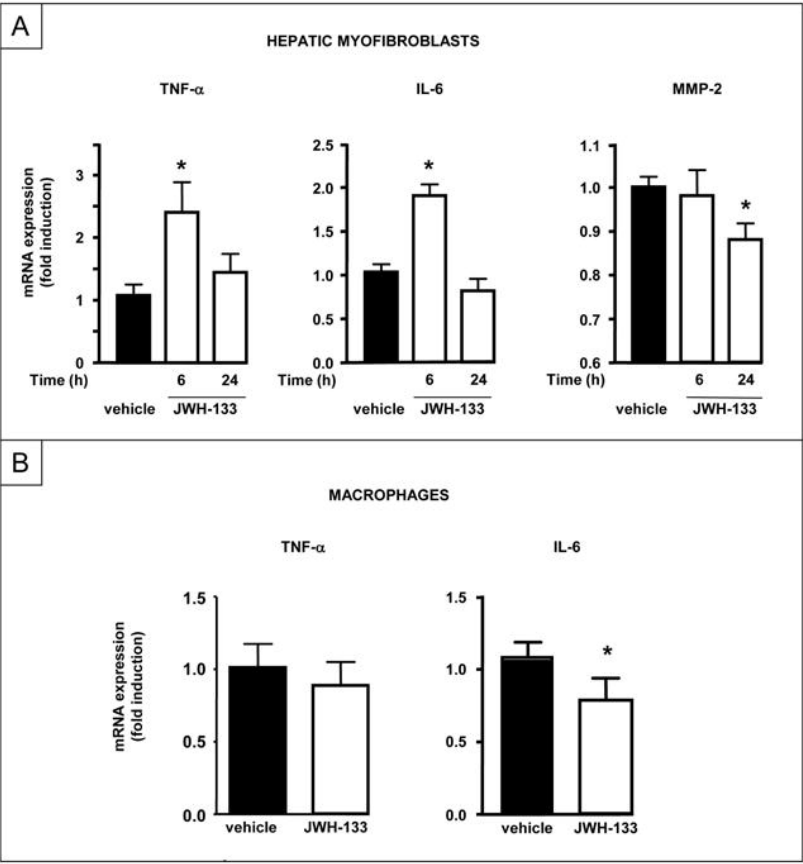 A
HEPATIC MYOFIBROBLASTS
TNF-α
IL-6
MMP-2
mRNA expression
(fold induction)
3
2
1
0
2.5
2.0
1.5
1.0
0.5
0.0
1.1
1.0
0.9
0.8
0.7
0.6
*
*
*
Time (h) 6 24
vehicle JWH-133
Time (h) 6 24
vehicle JWH-133
Time (h) 6 24
vehicle JWH-133
B
MACROPHAGES
TNF-α
IL-6
mRNA expression
(fold induction)
1.5
1.0
0.5
0.0
1.5
1.0
0.5
0.0
*
vehicle JWH-133
vehicle JWH-133